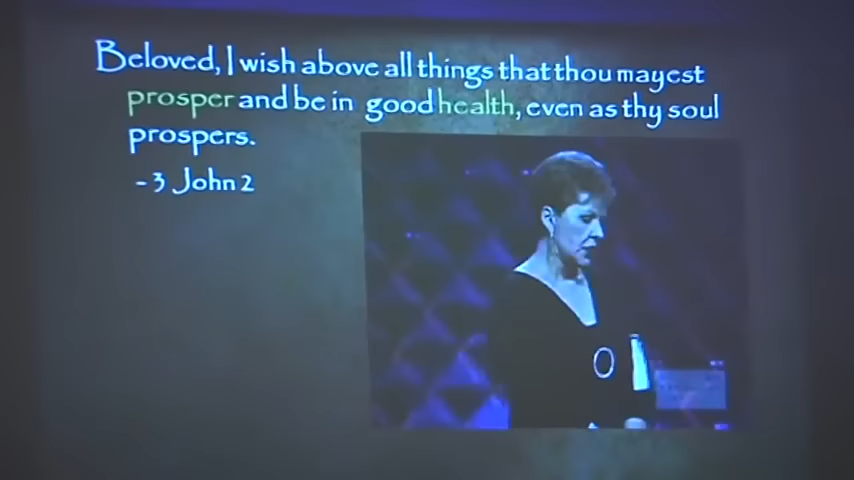 Beloved, I wish above all things that thou mayest
prosper and be in good health, even as thy soul
prospers.
- 3 John 2